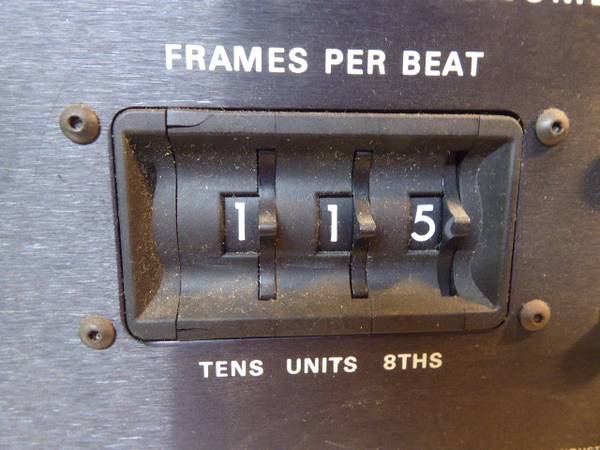 FRAMES PER BEAT
1 1 5
TENS UNITS 8THS